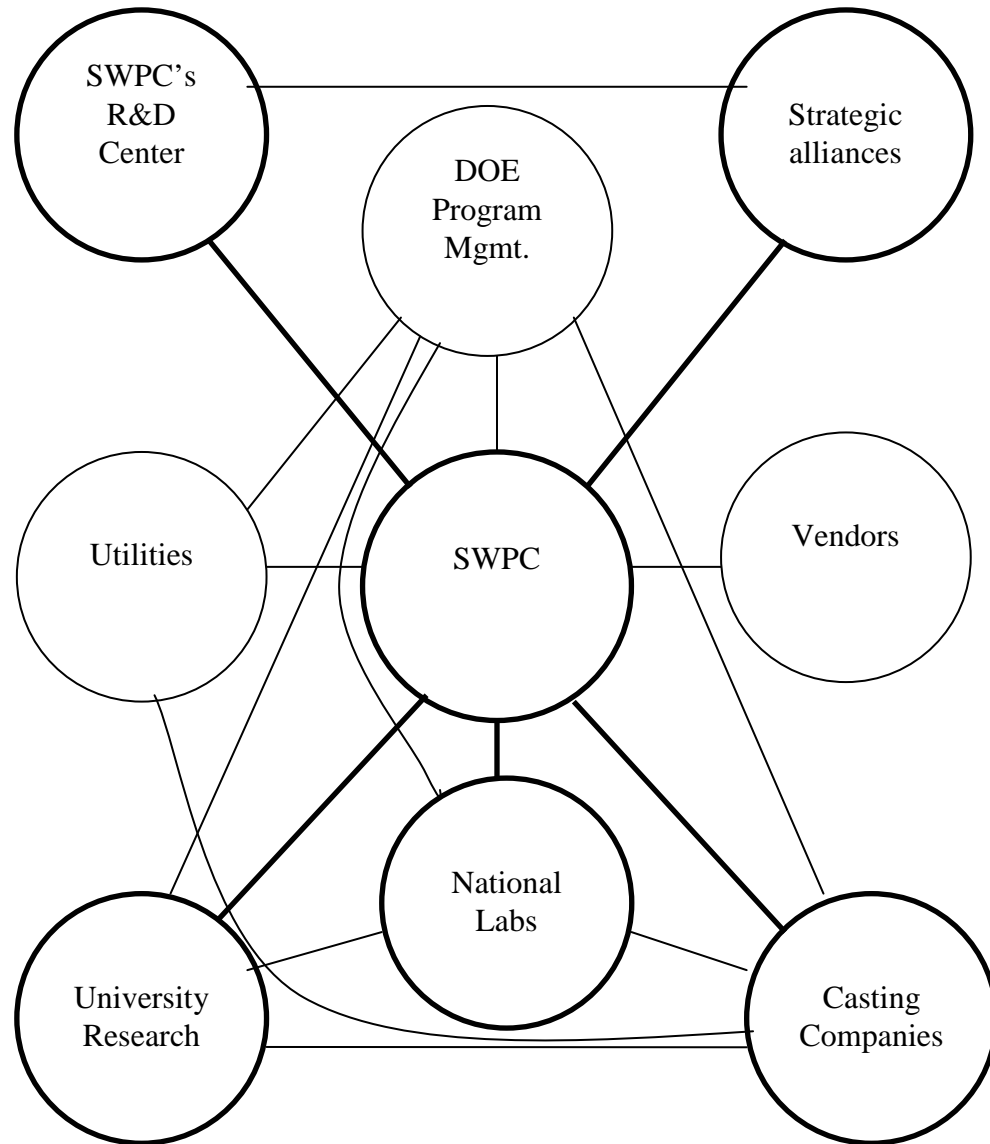 SWPC’s
R&D
Center
Strategic
alliances
DOE
Program
Mgmt.
Utilities
SWPC
Vendors
National
Labs
University
Research
Casting
Companies